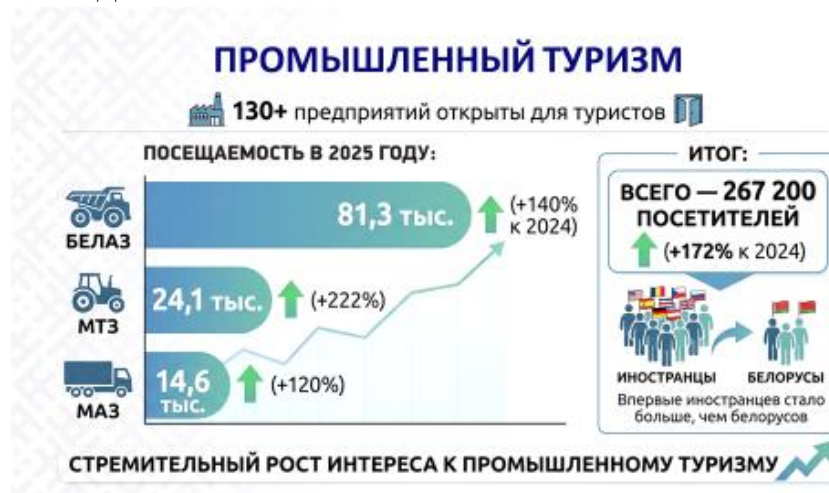 ПРОМЫШЛЕННЫЙ ТУРИЗМ
130+ предприятий открыты для туристов
ПОСЕЩАЕМОСТЬ В 2025 ГОДУ:
БЕЛАЗ
81,3 тыс.
(+140%
к 2024)
МТЗ
24,1 тыс.
(+222%)
МАЗ
14,6
тыс.
(+120%)
ИТОГ:
ВСЕГО — 267 200
ПОСЕТИТЕЛЕЙ
(+172% к 2024)
ИНОСТРАНЦЫ
БЕЛОРУСЫ
Впервые иностранцев стало
больше, чем белорусов
СТРЕМИТЕЛЬНЫЙ РОСТ ИНТЕРЕСА К ПРОМЫШЛЕННОМУ ТУРИЗМУ